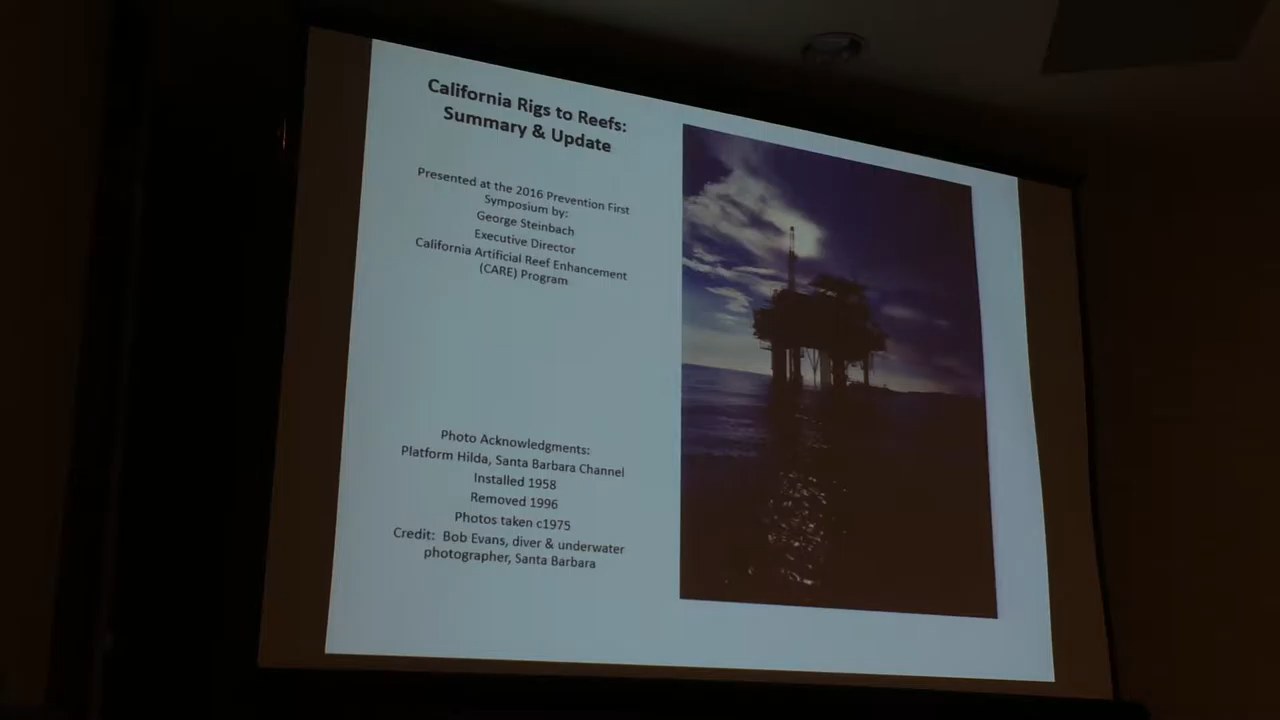 California Rigs to Reefs:
Summary & Update
Presented at the 2016 Prevention First
Symposium by:
George Steinbach
Executive Director
California Artificial Reef Enhancement
(CARE) Program
Photo Acknowledgments:
Platform Hilda, Santa Barbara Channel
Installed 1958
Removed 1996
Photos taken c1975
Credit: Bob Evans, diver & underwater
photographer, Santa Barbara